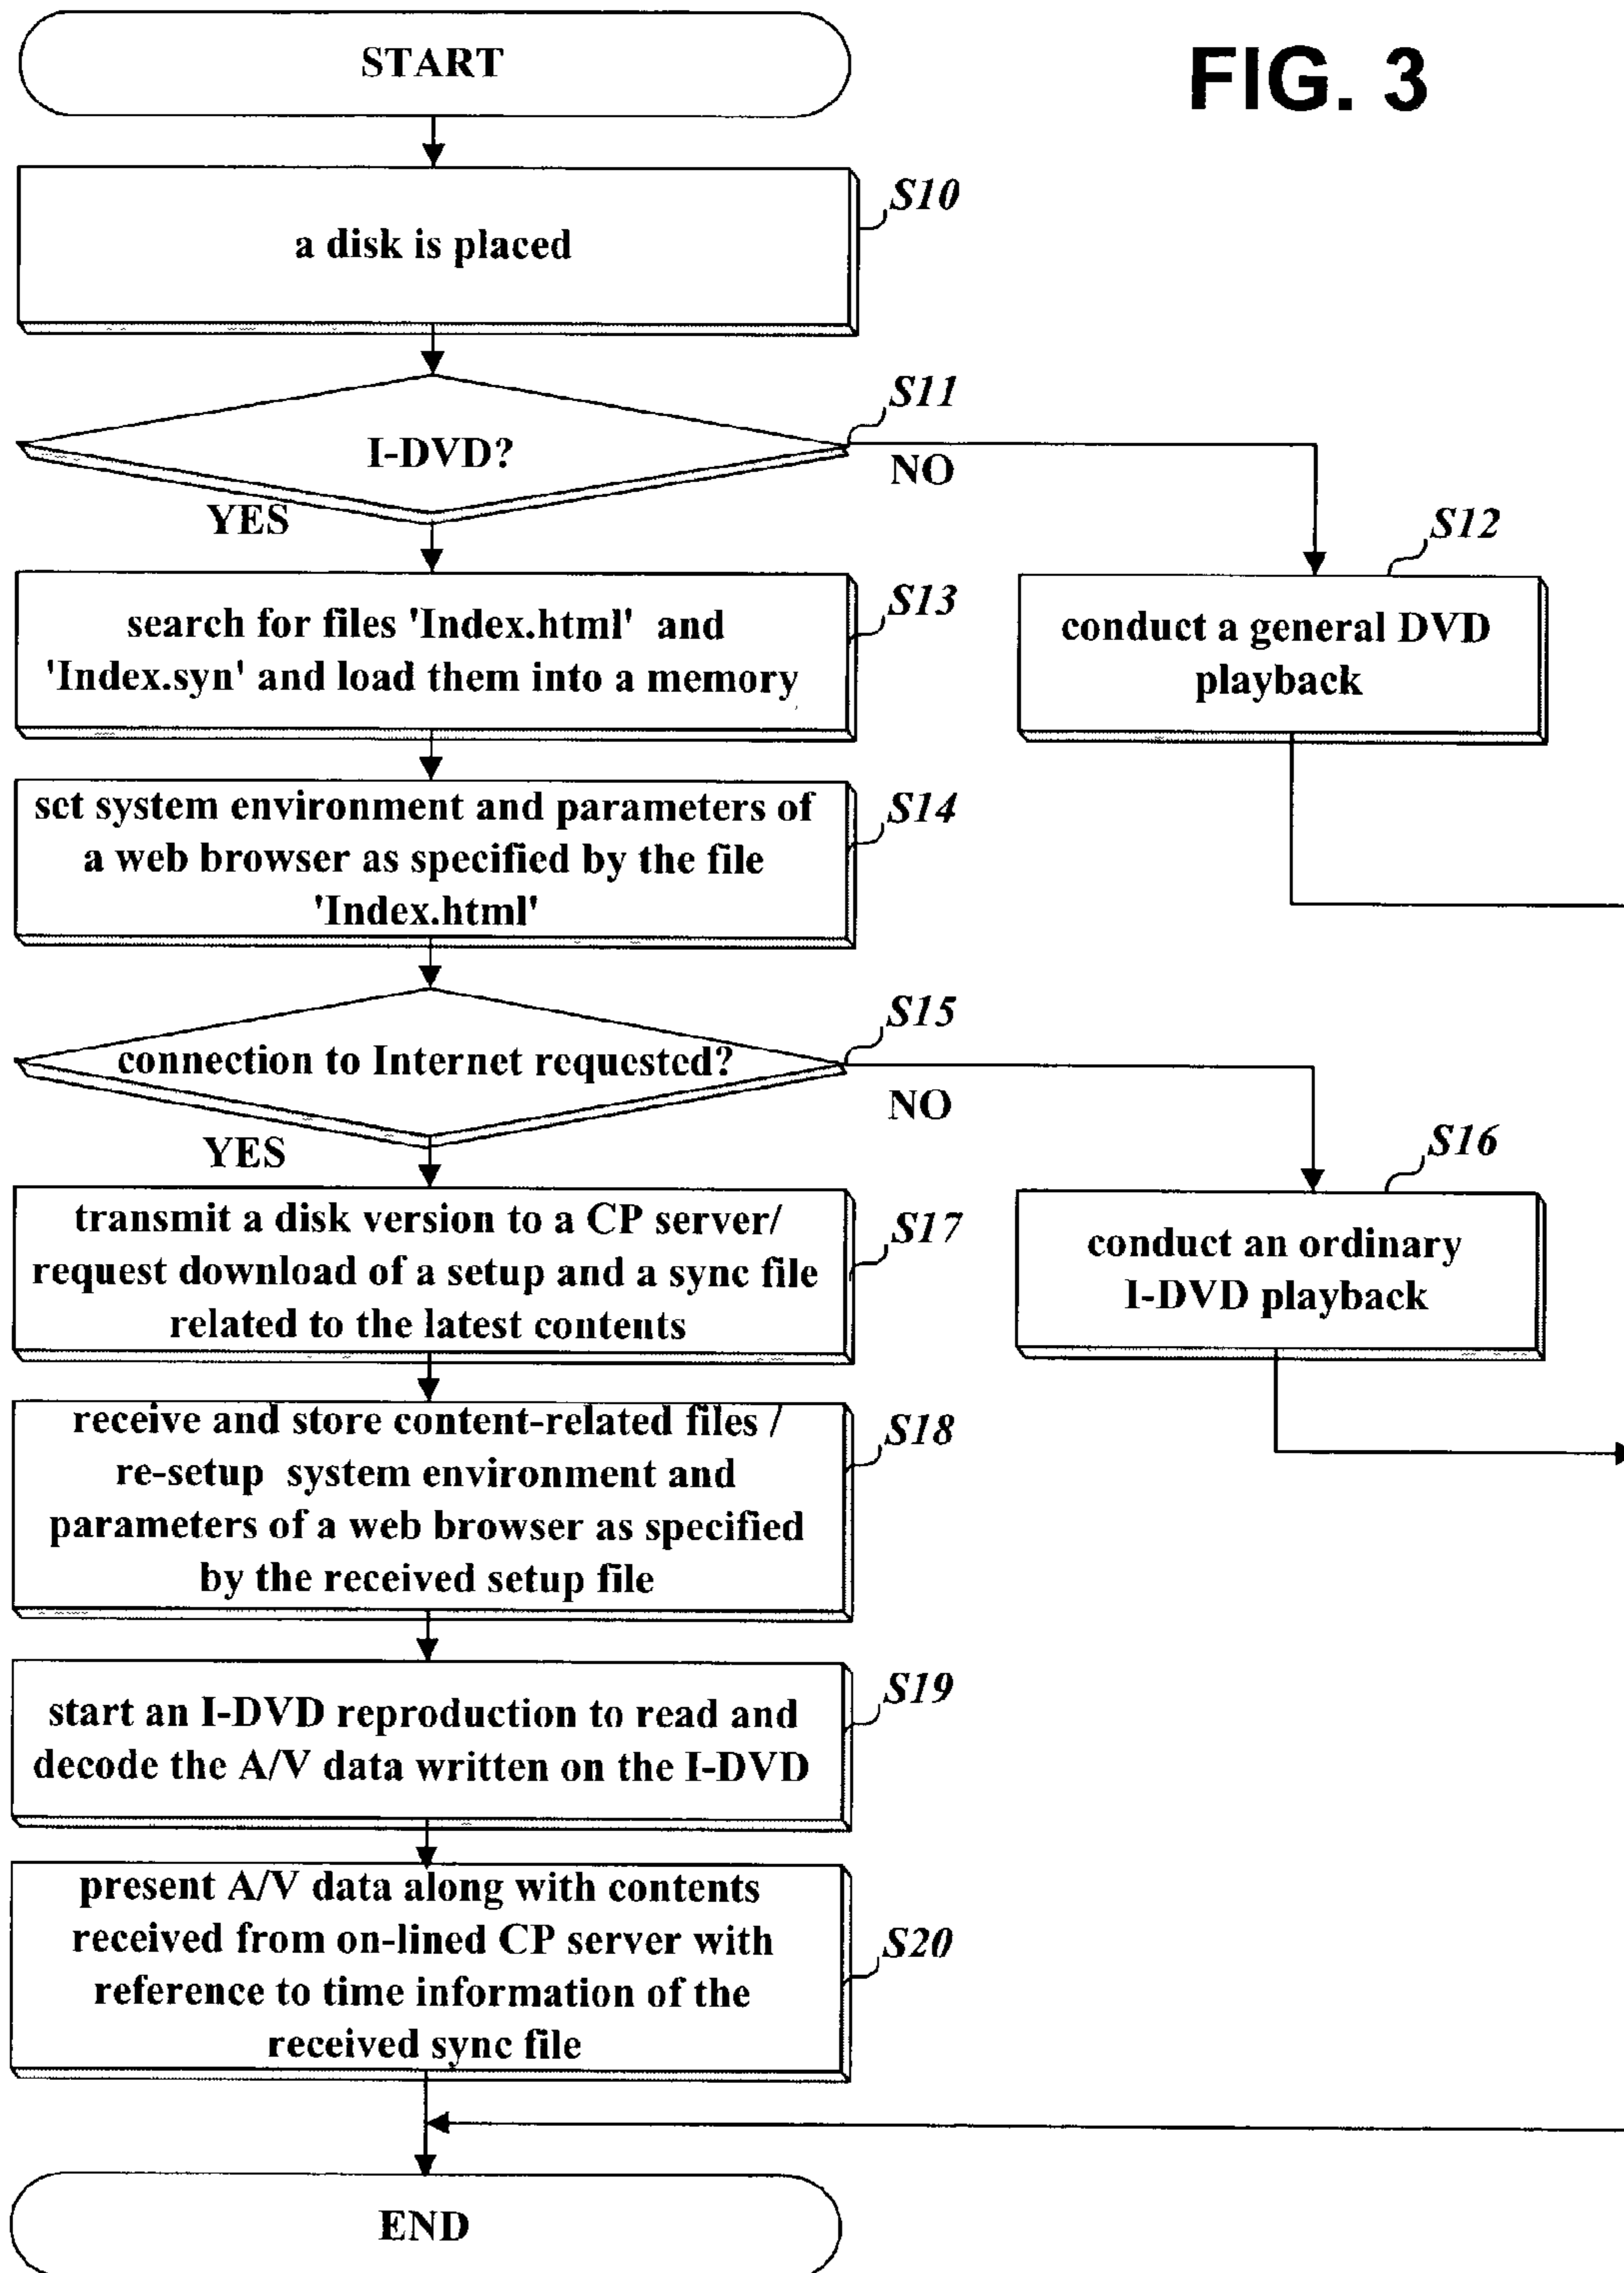 START
FIG. 3
S10
a disk is placed
S11
I-DVD?
NO
YES
S12
conduct a general DVD
playback
S13
search for files 'Index.html' and
'Index.syn' and load them into a memory
S14
set system environment and parameters of
a web browser as specified by the file
'Index.html'
S15
connection to Internet requested?
NO
YES
S16
conduct an ordinary
I-DVD playback
S17
transmit a disk version to a CP server/
request download of a setup and a sync file
related to the latest contents
S18
receive and store content-related files /
re-setup system environment and
parameters of a web browser as specified
by the received setup file
S19
start an I-DVD reproduction to read and
decode the A/V data written on the I-DVD
S20
present A/V data along with contents
received from on-lined CP server with
reference to time information of the
received sync file
END